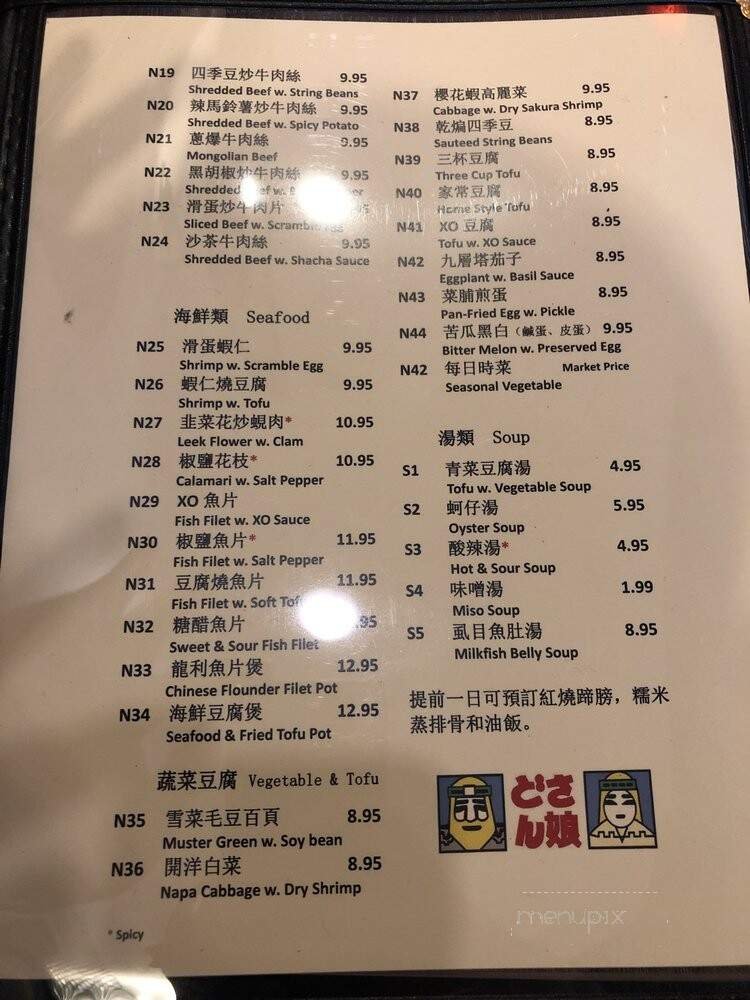 N19 四季豆炒牛肉絲 9.95
Shredded Beef w. String Beans
N20 辣馬鈴薯炒牛肉絲 9.95
Shredded Beef w. Spicy Potato
N21 蔥爆牛肉絲 9.95
Mongolian Beef
N22 黑胡椒炒牛肉絲 9.95
Shredded Beef w.
N23 滑蛋炒牛肉片
Sliced Beef w. Scramble Egg
N24 沙茶牛肉絲 9.95
Shredded Beef w. Shacha Sauce
海鮮類 Seafood
N25 滑蛋蝦仁 9.95
Shrimp w. Scramble Egg
N26 蝦仁燒豆腐 9.95
Shrimp w. Tofu
N27 韭菜花炒蜆肉* 10.95
Leek Flower w. Clam
N28 椒鹽花枝* 10.95
Calamari w. Salt Pepper
N29 XO 魚片
Fish Filet w. XO Sauce
N30 椒鹽魚片* 11.95
Fish Filet w. Salt Pepper
N31 豆腐燒魚片 11.95
Fish Filet w. Soft Tofu
N32 糖醋魚片 .95
Sweet & Sour Fish Filet
N33 龍利魚片煲 12.95
Chinese Flounder Filet Pot
N34 海鮮豆腐煲 12.95
Seafood & Fried Tofu Pot
蔬菜豆腐 Vegetable & Tofu
N35 雪菜毛豆百頁 8.95
Muster Green w. Soy bean
N36 開洋白菜 8.95
Napa Cabbage w. Dry Shrimp
* Spicy
N37 櫻花蝦高麗菜 9.95
Cabbage w. Dry Sakura Shrimp
N38 乾煸四季豆 8.95
Sauteed String Beans
N39 三杯豆腐 8.95
Three Cup Tofu
N40 家常豆腐 8.95
Home Style Tofu
N41 XO 豆腐 8.95
Tofu w. XO Sauce
N42 九層塔茄子 8.95
Eggplant w. Basil Sauce
N43 菜脯煎蛋 8.95
Pan-Fried Egg w. Pickle
N44 苦瓜黑白（鹹蛋、皮蛋） 9.95
Bitter Melon w. Preserved Egg
N42 每日時菜 Market Price
Seasonal Vegetable
湯類 Soup
S1 青菜豆腐湯 4.95
Tofu w. Vegetable Soup
S2 蚵仔湯 5.95
Oyster Soup
S3 酸辣湯* 4.95
Hot & Sour Soup
S4 味噌湯 1.99
Miso Soup
S5 虱目魚肚湯 8.95
Milkfish Belly Soup
提前一日可預訂紅燒蹄膀，糯米
蒸排骨和油飯。
どさ
ん娘
menupix